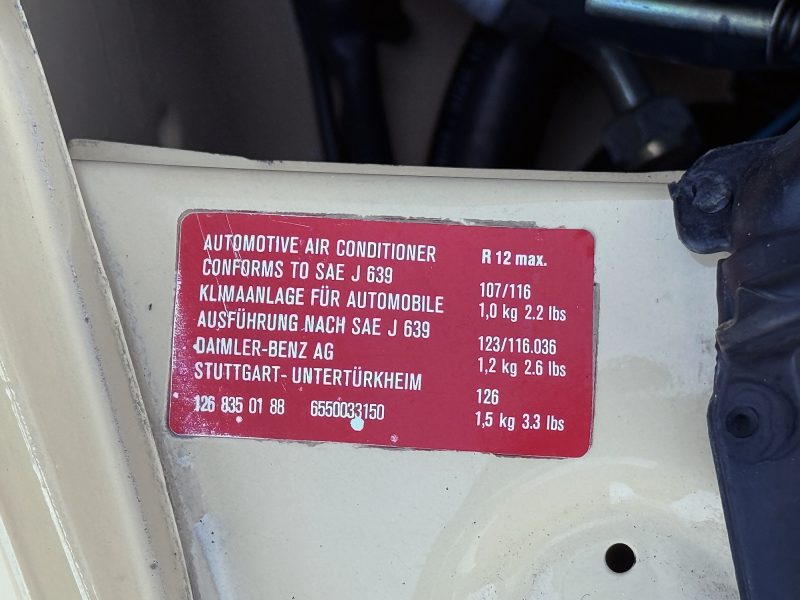 AUTOMOTIVE AIR CONDITIONER
CONFORMS TO SAE J 639
KLIMAANLAGE FÜR AUTOMOBILE
AUSFÜHRUNG NACH SAE J 639
DAIMLER-BENZ AG
STUTTGART- UNTERTÜRKHEIM
126 835 01 88 6550033150
R 12 max.
107/116
1,0 kg 2.2 lbs
123/116.036
1,2 kg 2.6 lbs
126
1,5 kg 3.3 lbs